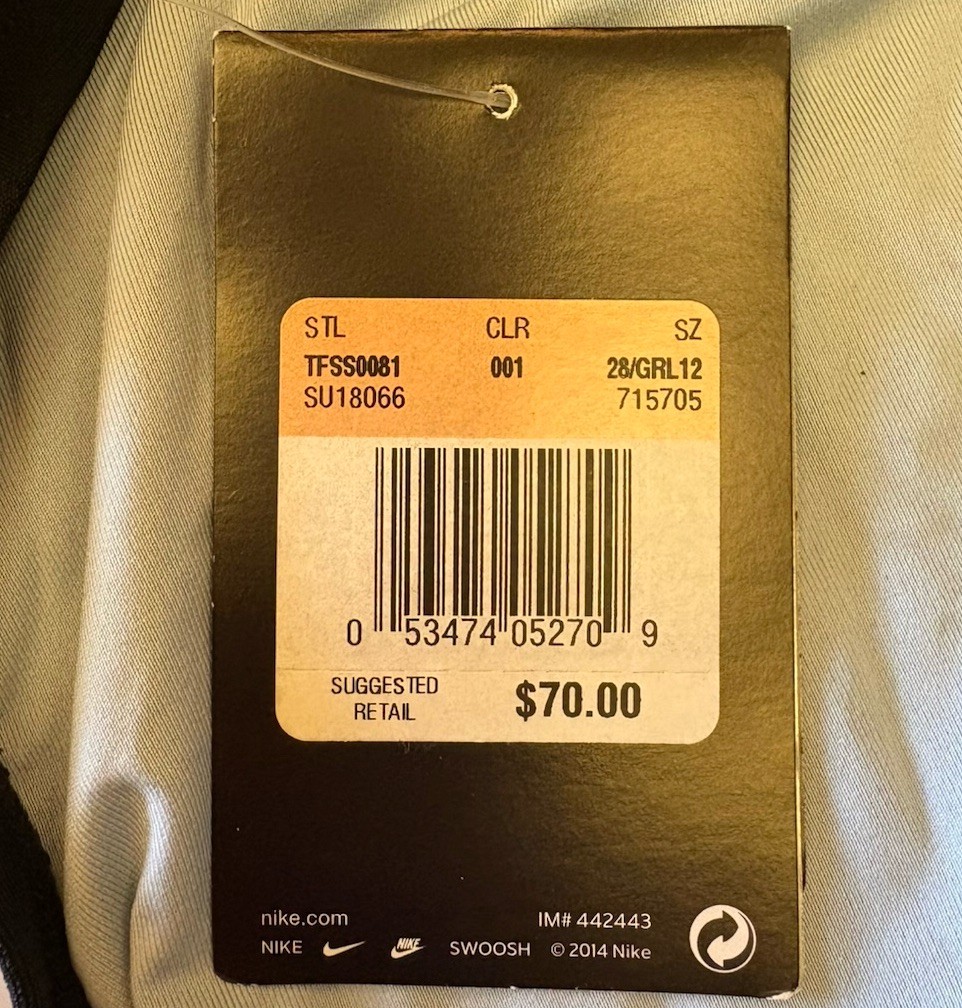 STL CLR SZ
TFSS0081 001 28/GRL12
SU18066 715705
0 53474 05270 9
SUGGESTED
RETAIL $70.00
nike.com IM# 442443
NIKE NIKE SWOOSH © 2014 Nike